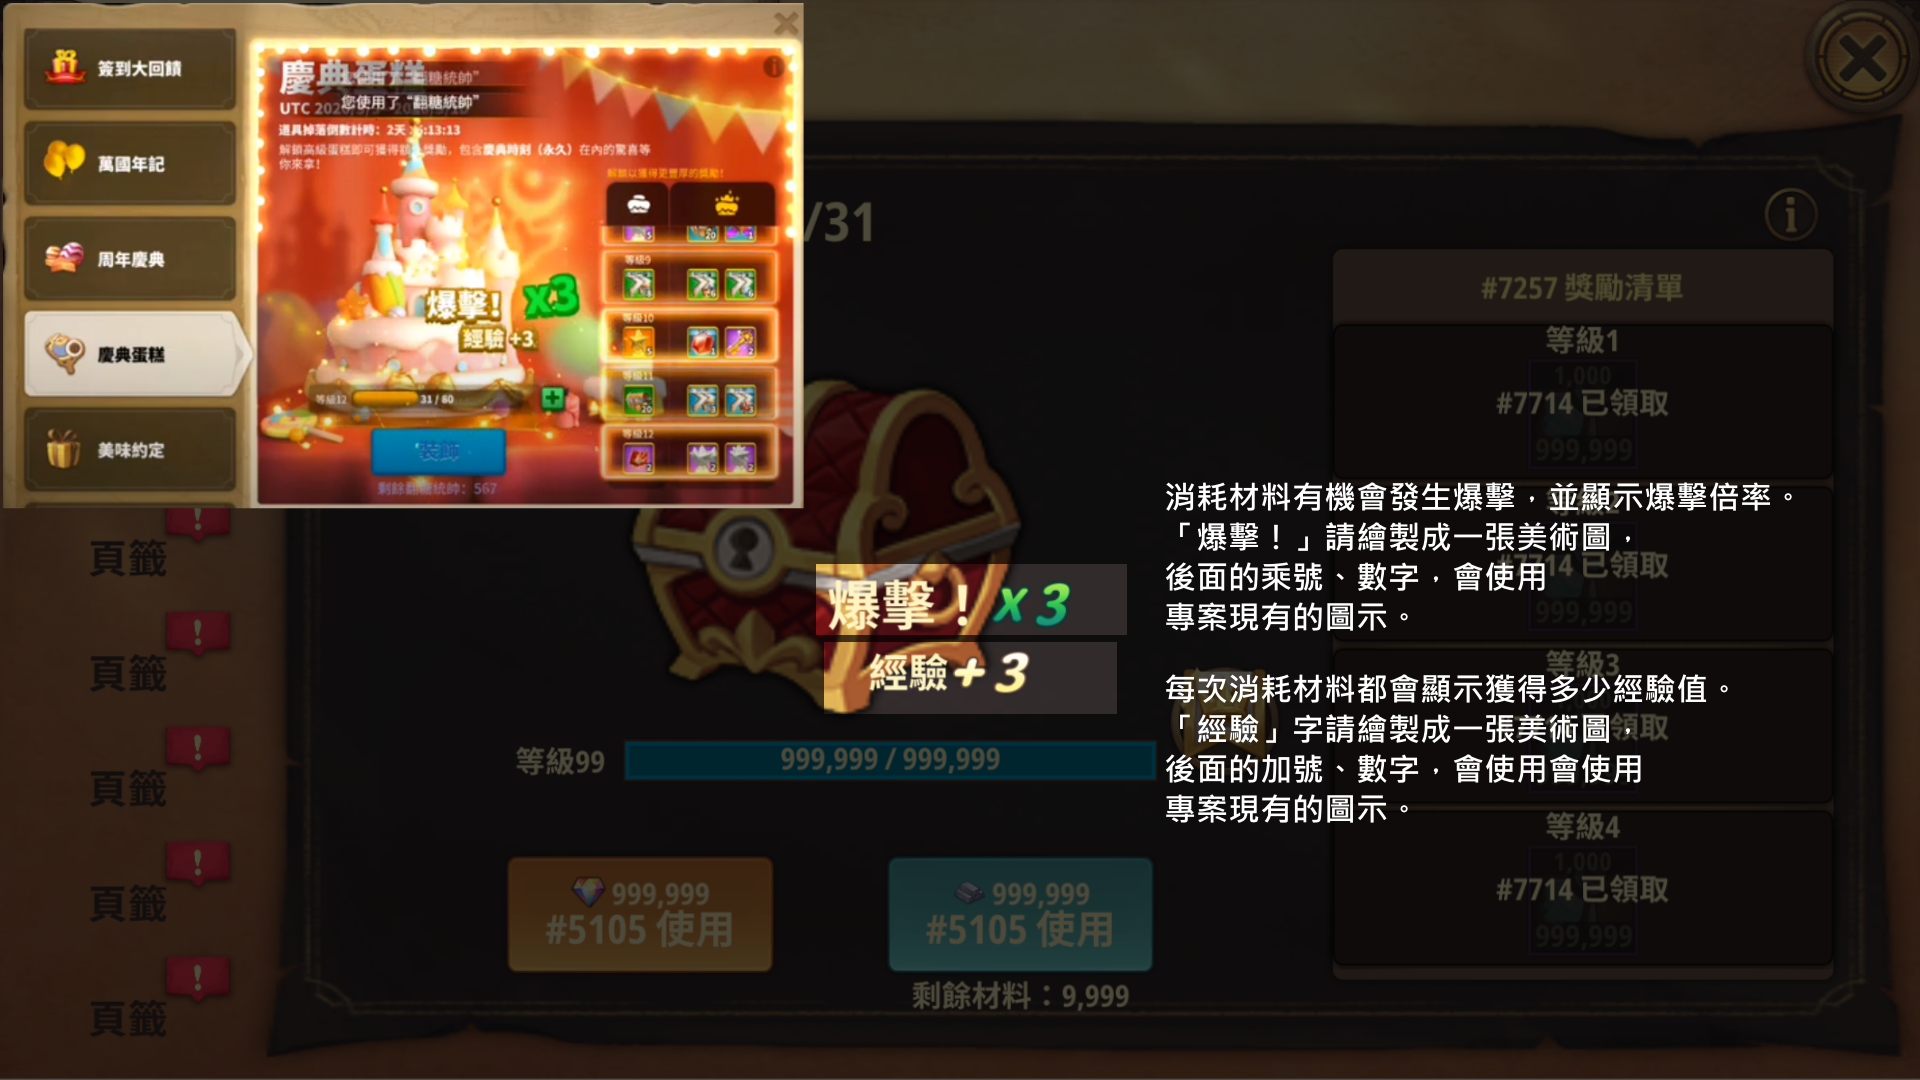 簽到大回饋
萬國年記
周年慶典
慶典蛋糕
美味約定
慶典蛋糕
您使用了“翻糖統帥”
道具掉落倒數計時：2天
:13:13
解鎖高級蛋糕即可獲得
獎勵，包含慶典時刻（永久）在內的驚喜等
你來拿！
解鎖以獲得更豐厚的獎勵！
等級9
等級10
等級11
等級12
爆擊！ x3
經驗 +3
等級12 31 / 80
裝飾
剩餘翻糖統帥：567
/31
頁籤
頁籤
頁籤
頁籤
頁籤
爆擊！x 3
經驗+3
等級99 999,999 / 999,999
999,999
#5105 使用
999,999
#5105 使用
剩餘材料：9,999
消耗材料有機會發生爆擊，並顯示爆擊倍率。
「爆擊！」請繪製成一張美術圖，
後面的乘號、數字，會使用
專案現有的圖示。
每次消耗材料都會顯示獲得多少經驗值。
「經驗」字請繪製成一張美術圖，
後面的加號、數字，會使用會使用
專案現有的圖示。
#7257 獎勵清單
等級1
1,000
#7714 已領取
999,999
#7714 已領取
999,999
等級3
領取
等級4
1,000
#7714 已領取
999,999